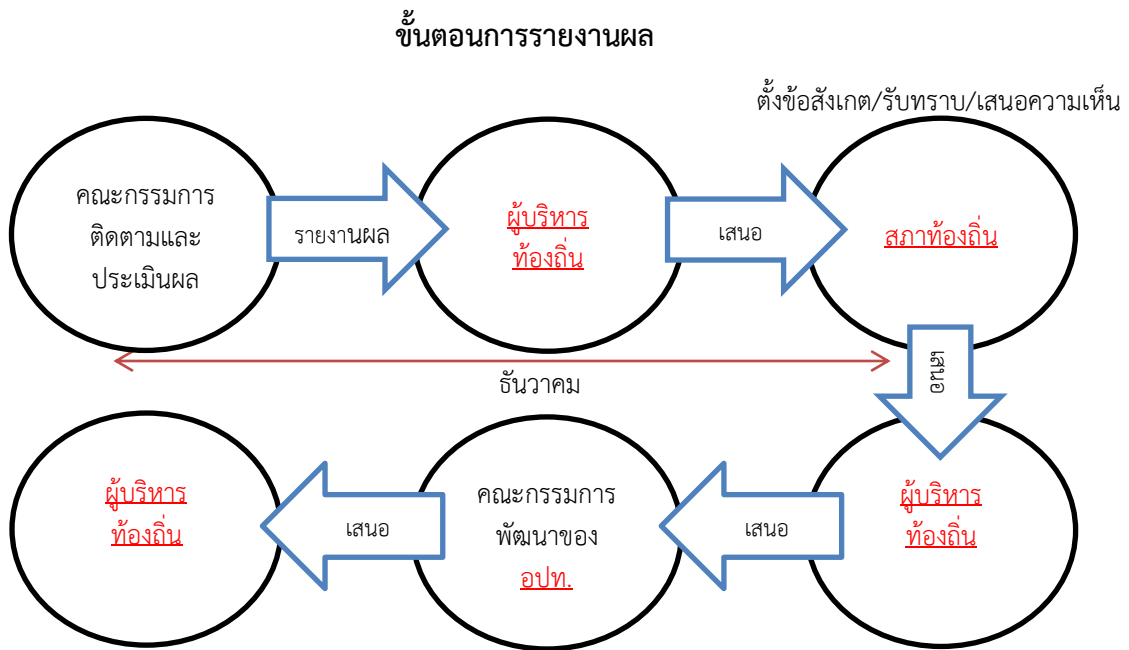 ขั้นตอนการรายงานผล
ตั้งข้อสังเกต/รับทราบ/เสนอความเห็น
คณะกรรมการ
ติดตามและ
ประเมินผล
รายงานผล
ผู้บริหาร
ท้องถิ่น
เสนอ
สภาท้องถิ่น
เสนอ
ธันวาคม
ผู้บริหาร
ท้องถิ่น
เสนอ
คณะกรรมการ
พัฒนาของ
อปท.
เสนอ
ผู้บริหาร
ท้องถิ่น